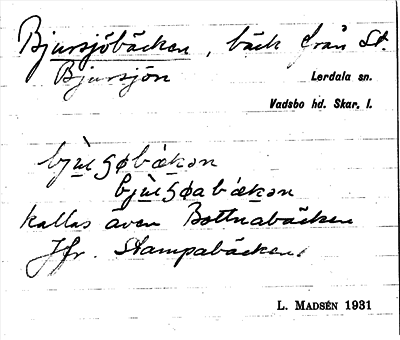 Bjursjöbäcken, bäck från St.
Bjursjön
Lerdala sn.
Vadsbo hd. Skar. l.
kallas även Bottnabäcken
Jfr. Stampabäcken
L. MADSÉN 1931